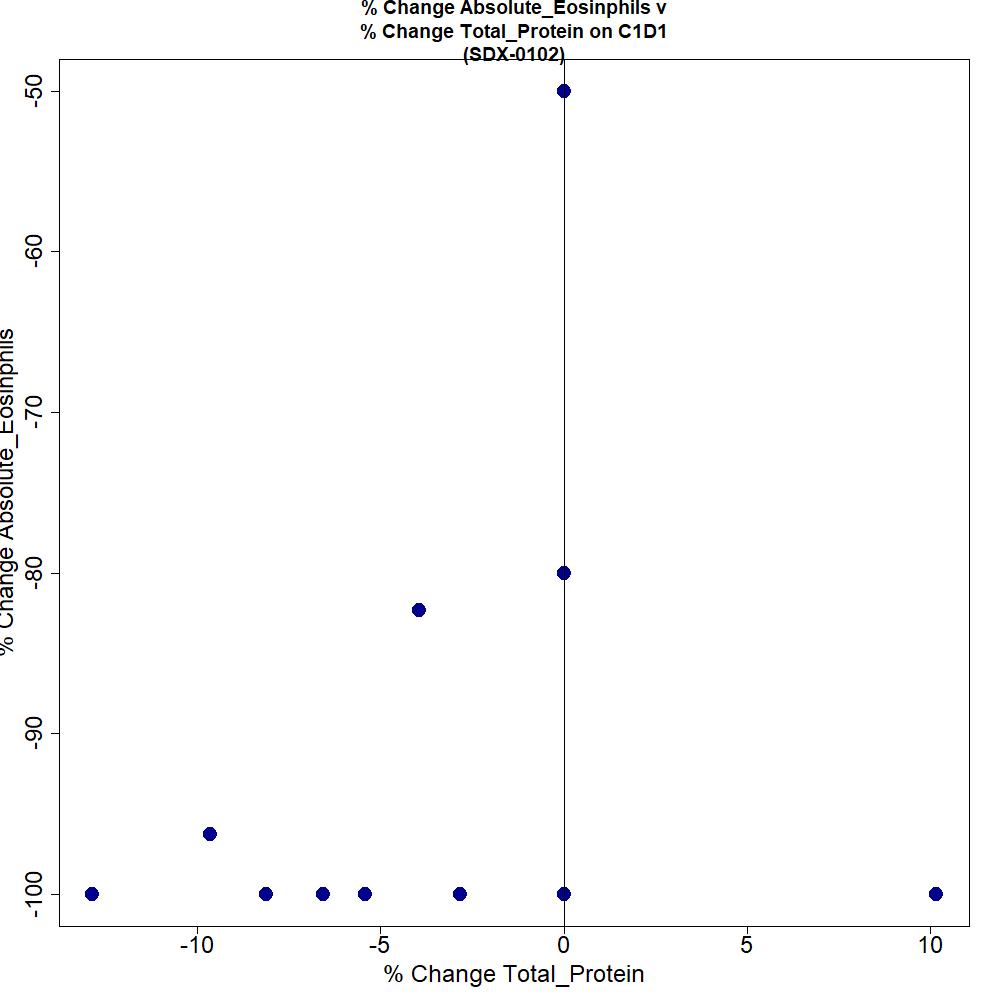 % Change Absolute_Eosinphils v
% Change Total_Protein on C1D1
(SDX-0102)
% Change Absolute_Eosinphils
-50
-60
-70
-80
-90
-100
-10
-5
0
5
10
% Change Total_Protein